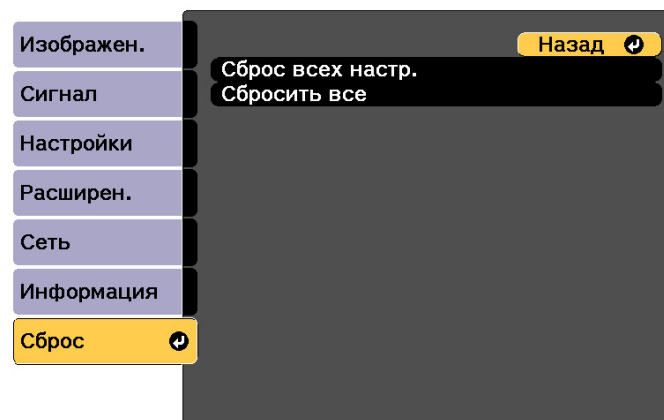 Изображен.
Сигнал
Настройки
Расширен.
Сеть
Информация
Сброс
Назад
Сброс всех настр.
Сбросить все